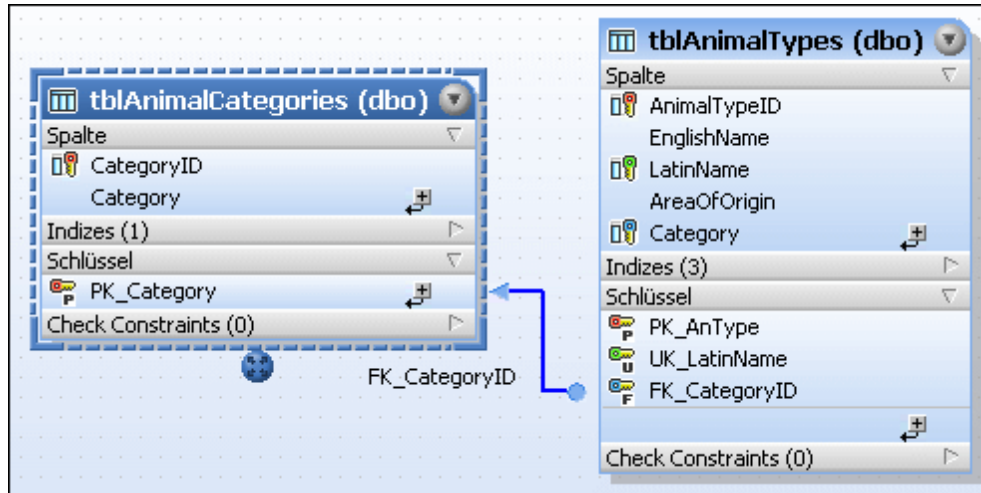 tblAnimalCategories (dbo)
Spalte
CategoryID
Category
Indizes (1)
Schlüssel
PK_Category
Check Constraints (0)
FK_CategoryID
tblAnimalTypes (dbo)
Spalte
AnimalTypeID
EnglishName
LatinName
AreaOfOrigin
Category
Indizes (3)
Schlüssel
PK_AnType
UK_LatinName
FK_CategoryID
Check Constraints (0)